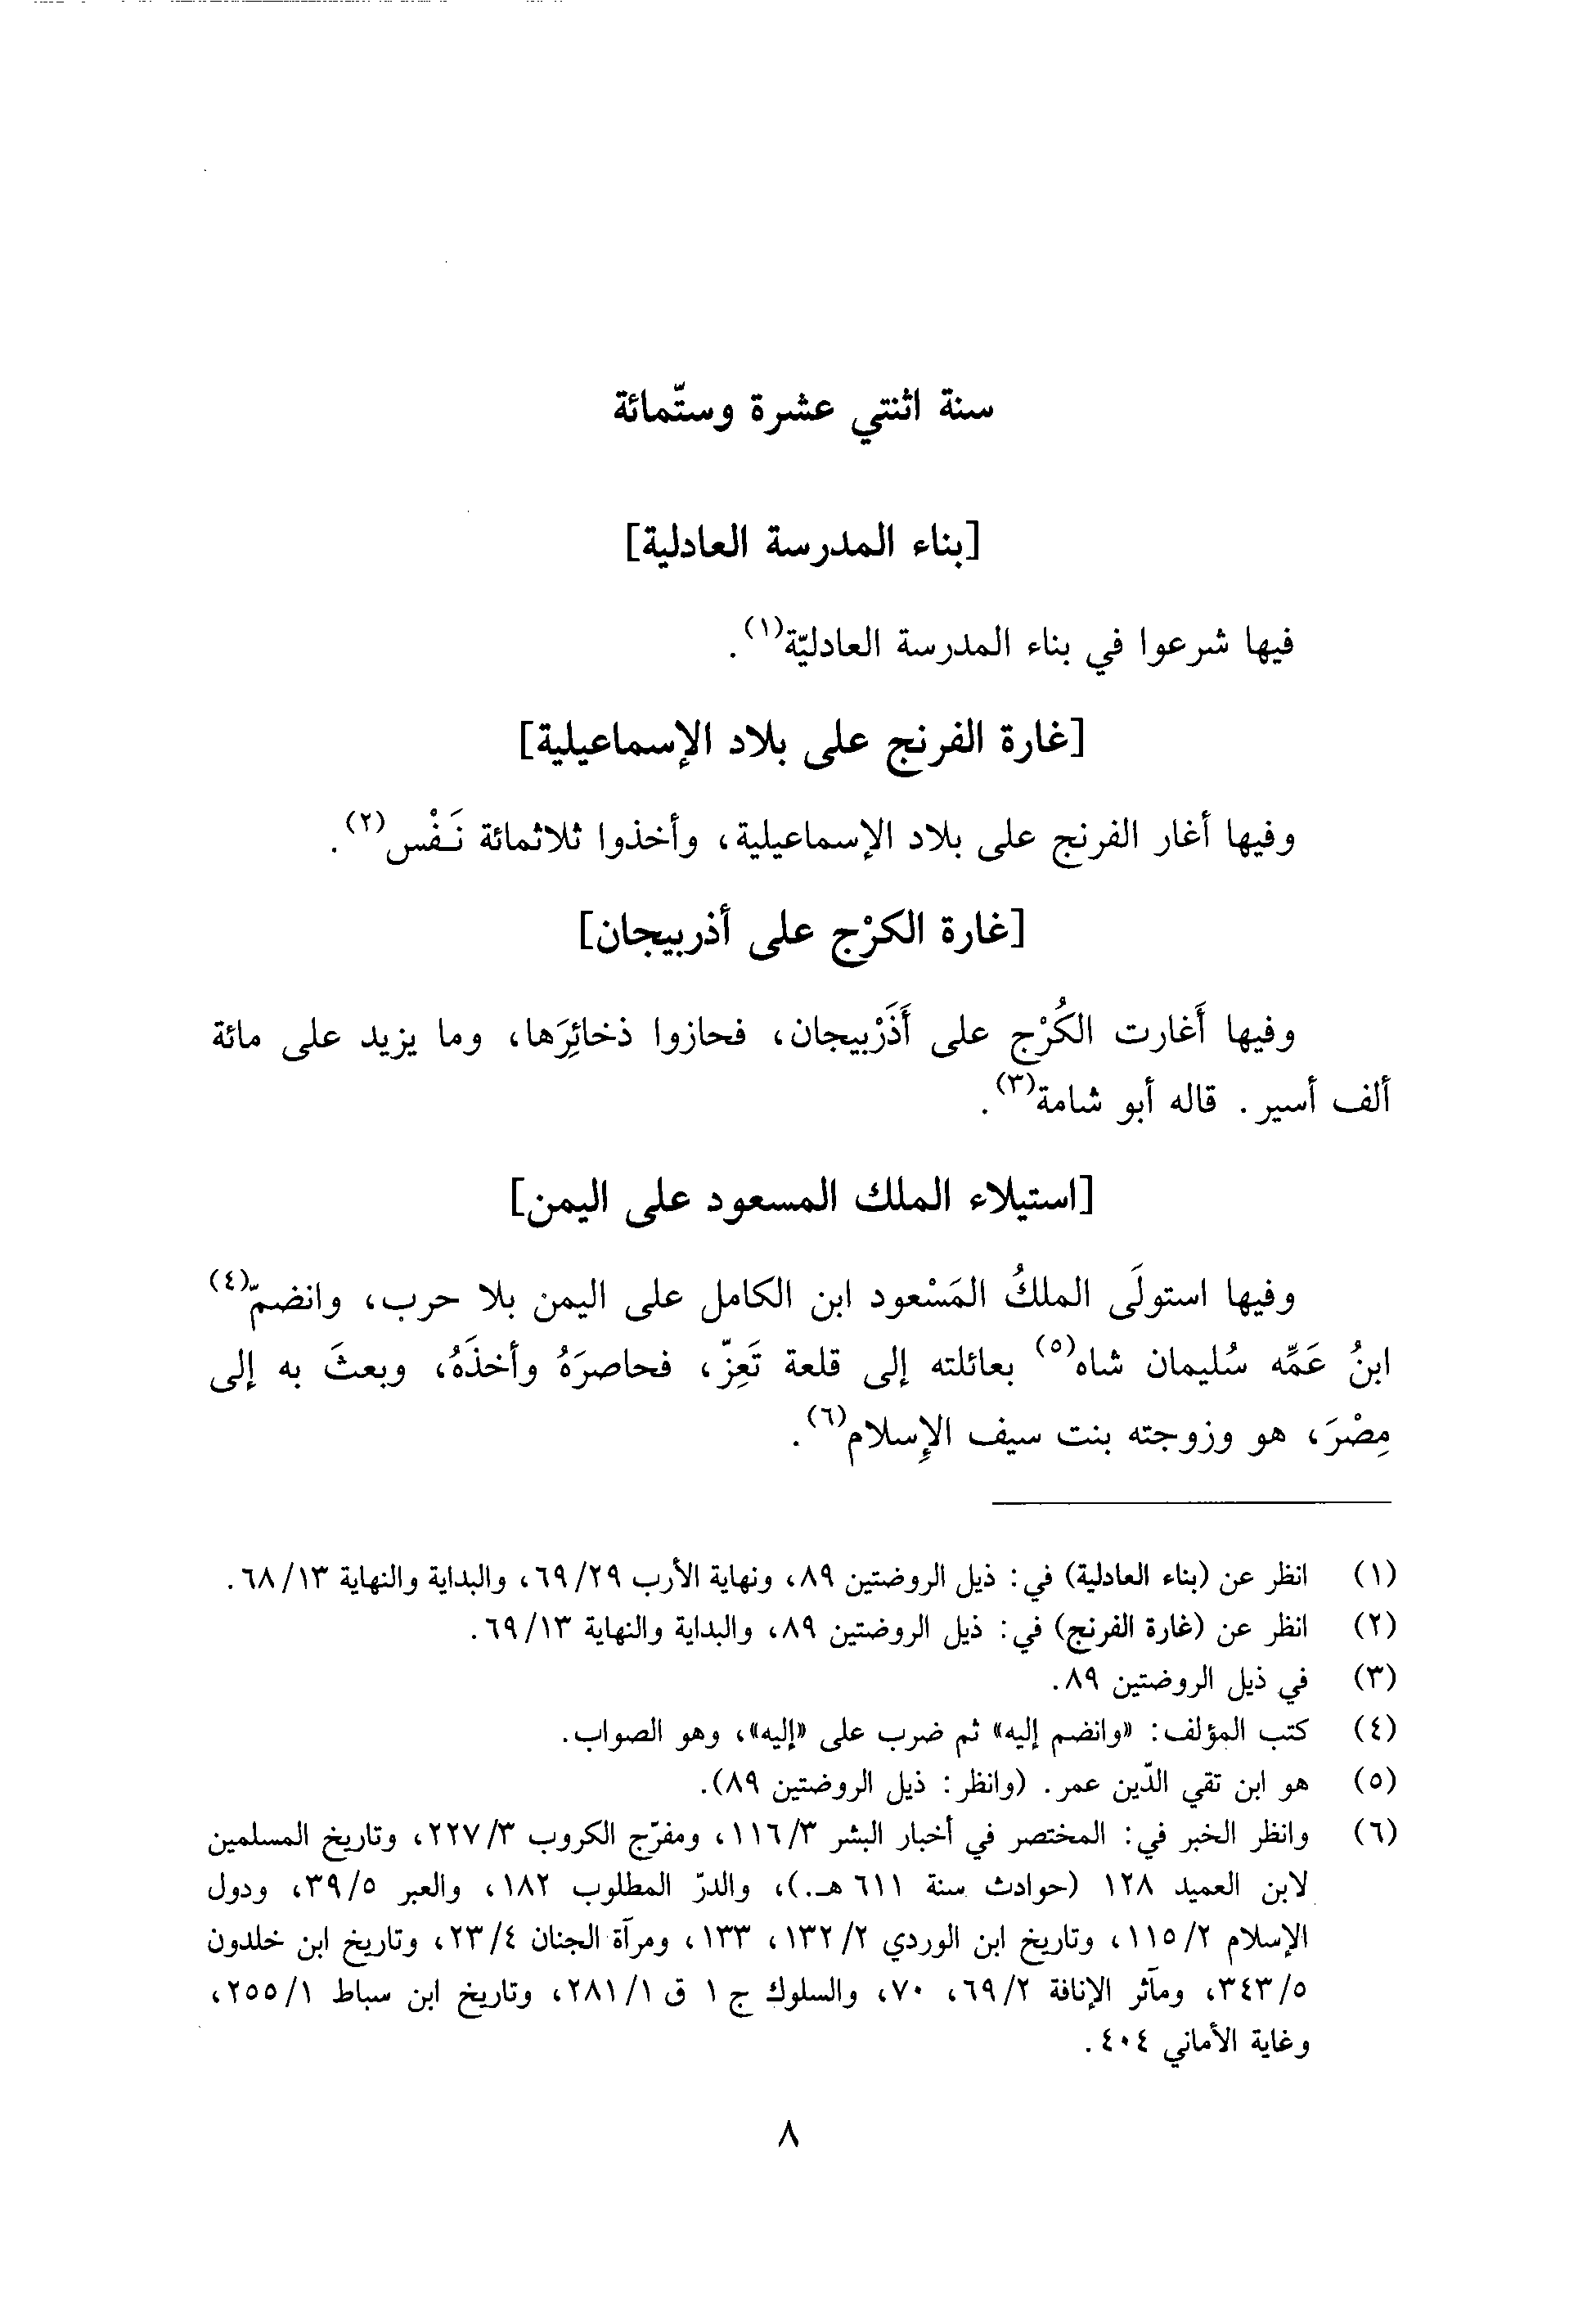 سنة اثنتي عشرة وستّمائة
[بناء المدرسة العادلية]
فيها شرعوا في بناء المدرسة العادليّة(١).
[غارة الفرنج على بلاد الإسماعيلية]
وفيها أغار الفرنج على بلاد الإسماعيلية، وأخذوا ثلاثمائة نَـفْس(٢).
[غارة الكرْج على أذربيجان]
وفيها أَغارت الكُرْج على أَذَرْبيجان، فحازوا ذخائِرَها، وما يزيد على مائة
ألف أسير. قاله أبو شامة(٣).
[استيلاء الملك المسعود على اليمن]
وفيها استولَى الملكُ المَسْعود ابن الكامل على اليمن بلا حرب، وانضمّ(٤)
ابنُ عَمِّه سُليمان شاه(٥) بعائلته إلى قلعة تَعِزّ، فحاصرَهُ وأخذَهُ، وبعثَ به إلى
مِصْرَ، هو وزوجته بنت سيف الإِسلام(٦).
(١) انظر عن (بناء العادلية) في: ذيل الروضتين ٨٩، ونهاية الأرب ٦٩/٢٩، والبداية والنهاية ٦٨/١٣.
(٢) انظر عن (غارة الفرنج) في: ذيل الروضتين ٨٩، والبداية والنهاية ٦٩/١٣.
(٣) في ذيل الروضتين ٨٩.
(٤) كتب المؤلف: «وانضم إليه» ثم ضرب على «إليه»، وهو الصواب.
(٥) هو ابن تقي الدّين عمر. (وانظر: ذيل الروضتين ٨٩).
(٦) وانظر الخبر في: المختصر في أخبار البشر ١١٦/٣، ومفرّج الكروب ٢٢٧/٣، وتاريخ المسلمين
لابن العميد ١٢٨ (حوادث سنة ٦١١ هـ.)، والدرّ المطلوب ١٨٢، والعبر ٣٩/٥، ودول
الإسلام ١١٥/٢، وتاريخ ابن الوردي ١٣٢/٢، ١٣٣، ومرآة الجنان ٢٣/٤، وتاريخ ابن خلدون
٣٤٣/٥، ومآثر الإنافة ٦٩/٢، ٧٠، والسلوك ج ١ ق ٢٨١/١، وتاريخ ابن سباط ٢٥٥/١،
وغاية الأماني ٤٠٤.
٨